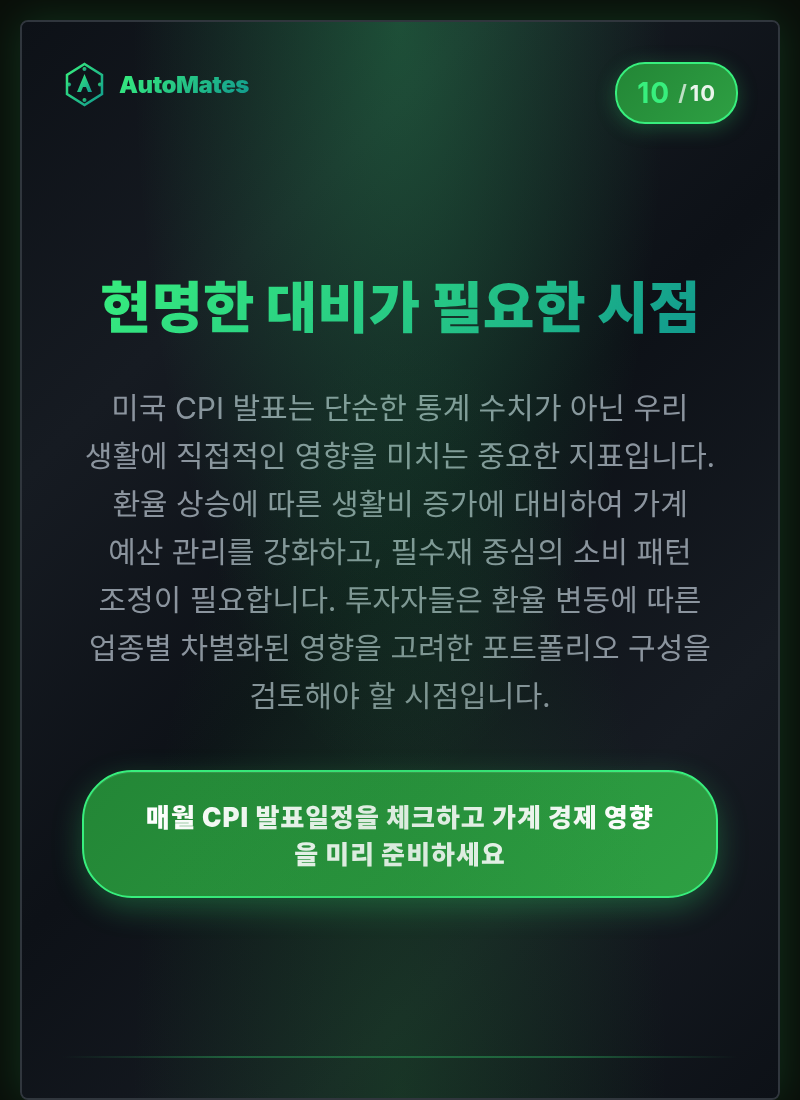 AutoMates
10 /10
현명한 대비가 필요한 시점
미국 CPI 발표는 단순한 통계 수치가 아닌 우리
생활에 직접적인 영향을 미치는 중요한 지표입니다.
환율 상승에 따른 생활비 증가에 대비하여 가계
예산 관리를 강화하고, 필수재 중심의 소비 패턴
조정이 필요합니다. 투자자들은 환율 변동에 따른
업종별 차별화된 영향을 고려한 포트폴리오 구성을
검토해야 할 시점입니다.
매월 CPI 발표일정을 체크하고 가계 경제 영향
을 미리 준비하세요